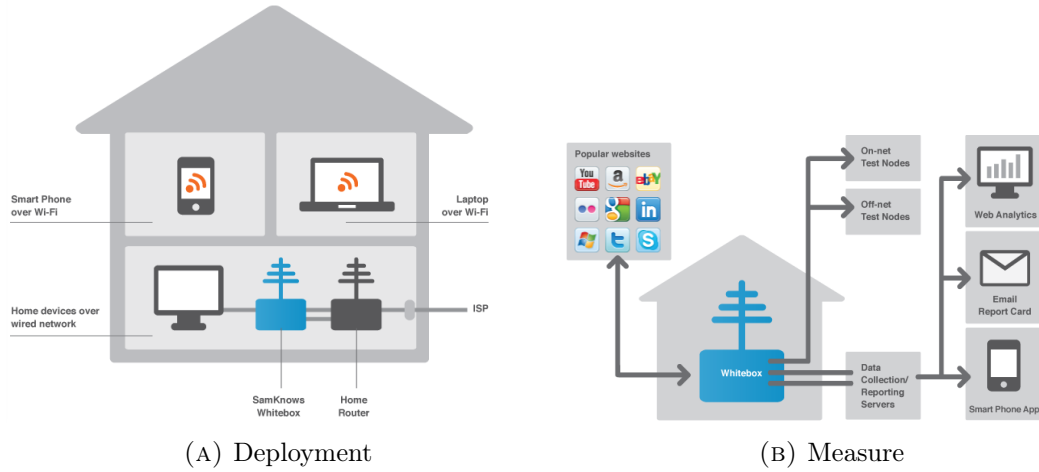 Smart Phone
over Wi-Fi
Laptop
over Wi-Fi
Home devices over
wired network
ISP
SamKnows
Whitebox
Home
Router
(A) Deployment
Popular websites
You
Tube
a
ebY
g
in
t
S
On-net
Test Nodes
Off-net
Test Nodes
Web Analytics
Email
Report Card
Whitebox
Data
Collection/
Reporting
Servers
Smart Phone App
(B) Measure